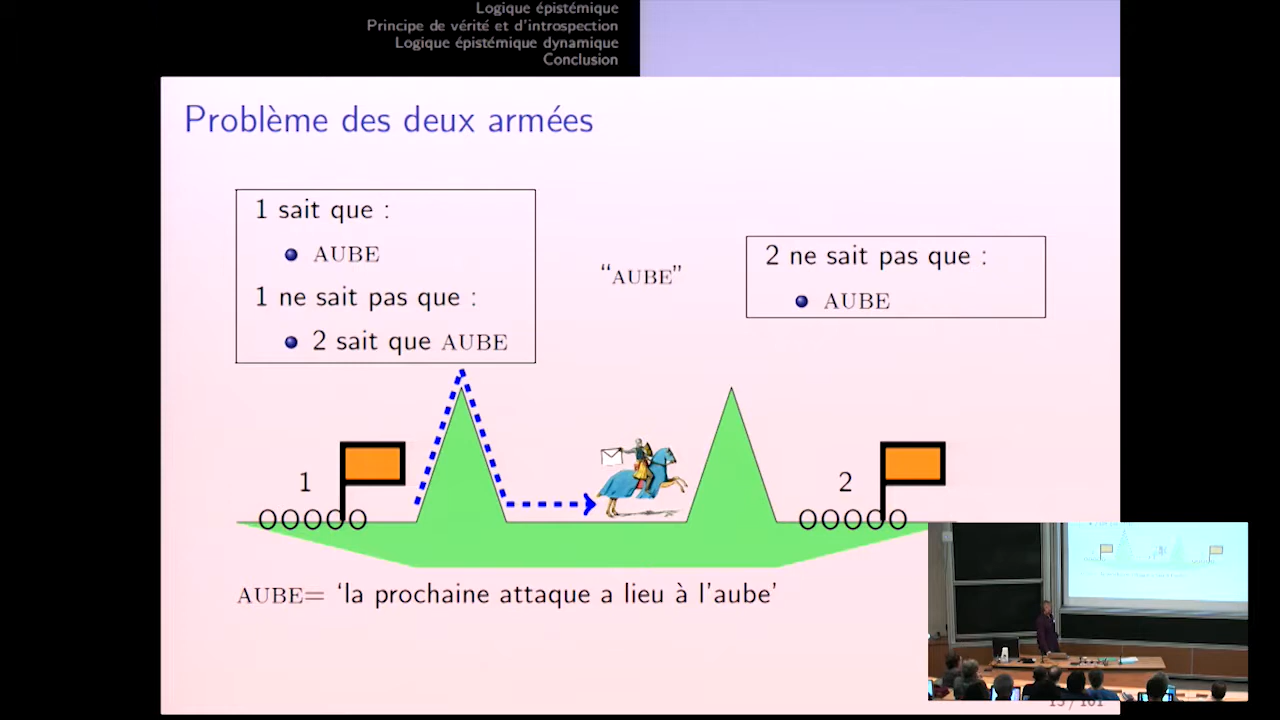 Logique épistémique
Principe de vérité et d'introspection
Logique épistémique dynamique
Conclusion
Problème des deux armées
1 sait que :
AUBE
1 ne sait pas que :
2 sait que AUBE
“AUBE”
2 ne sait pas que :
AUBE
1
2
AUBE= ‘la prochaine attaque a lieu à l’aube’